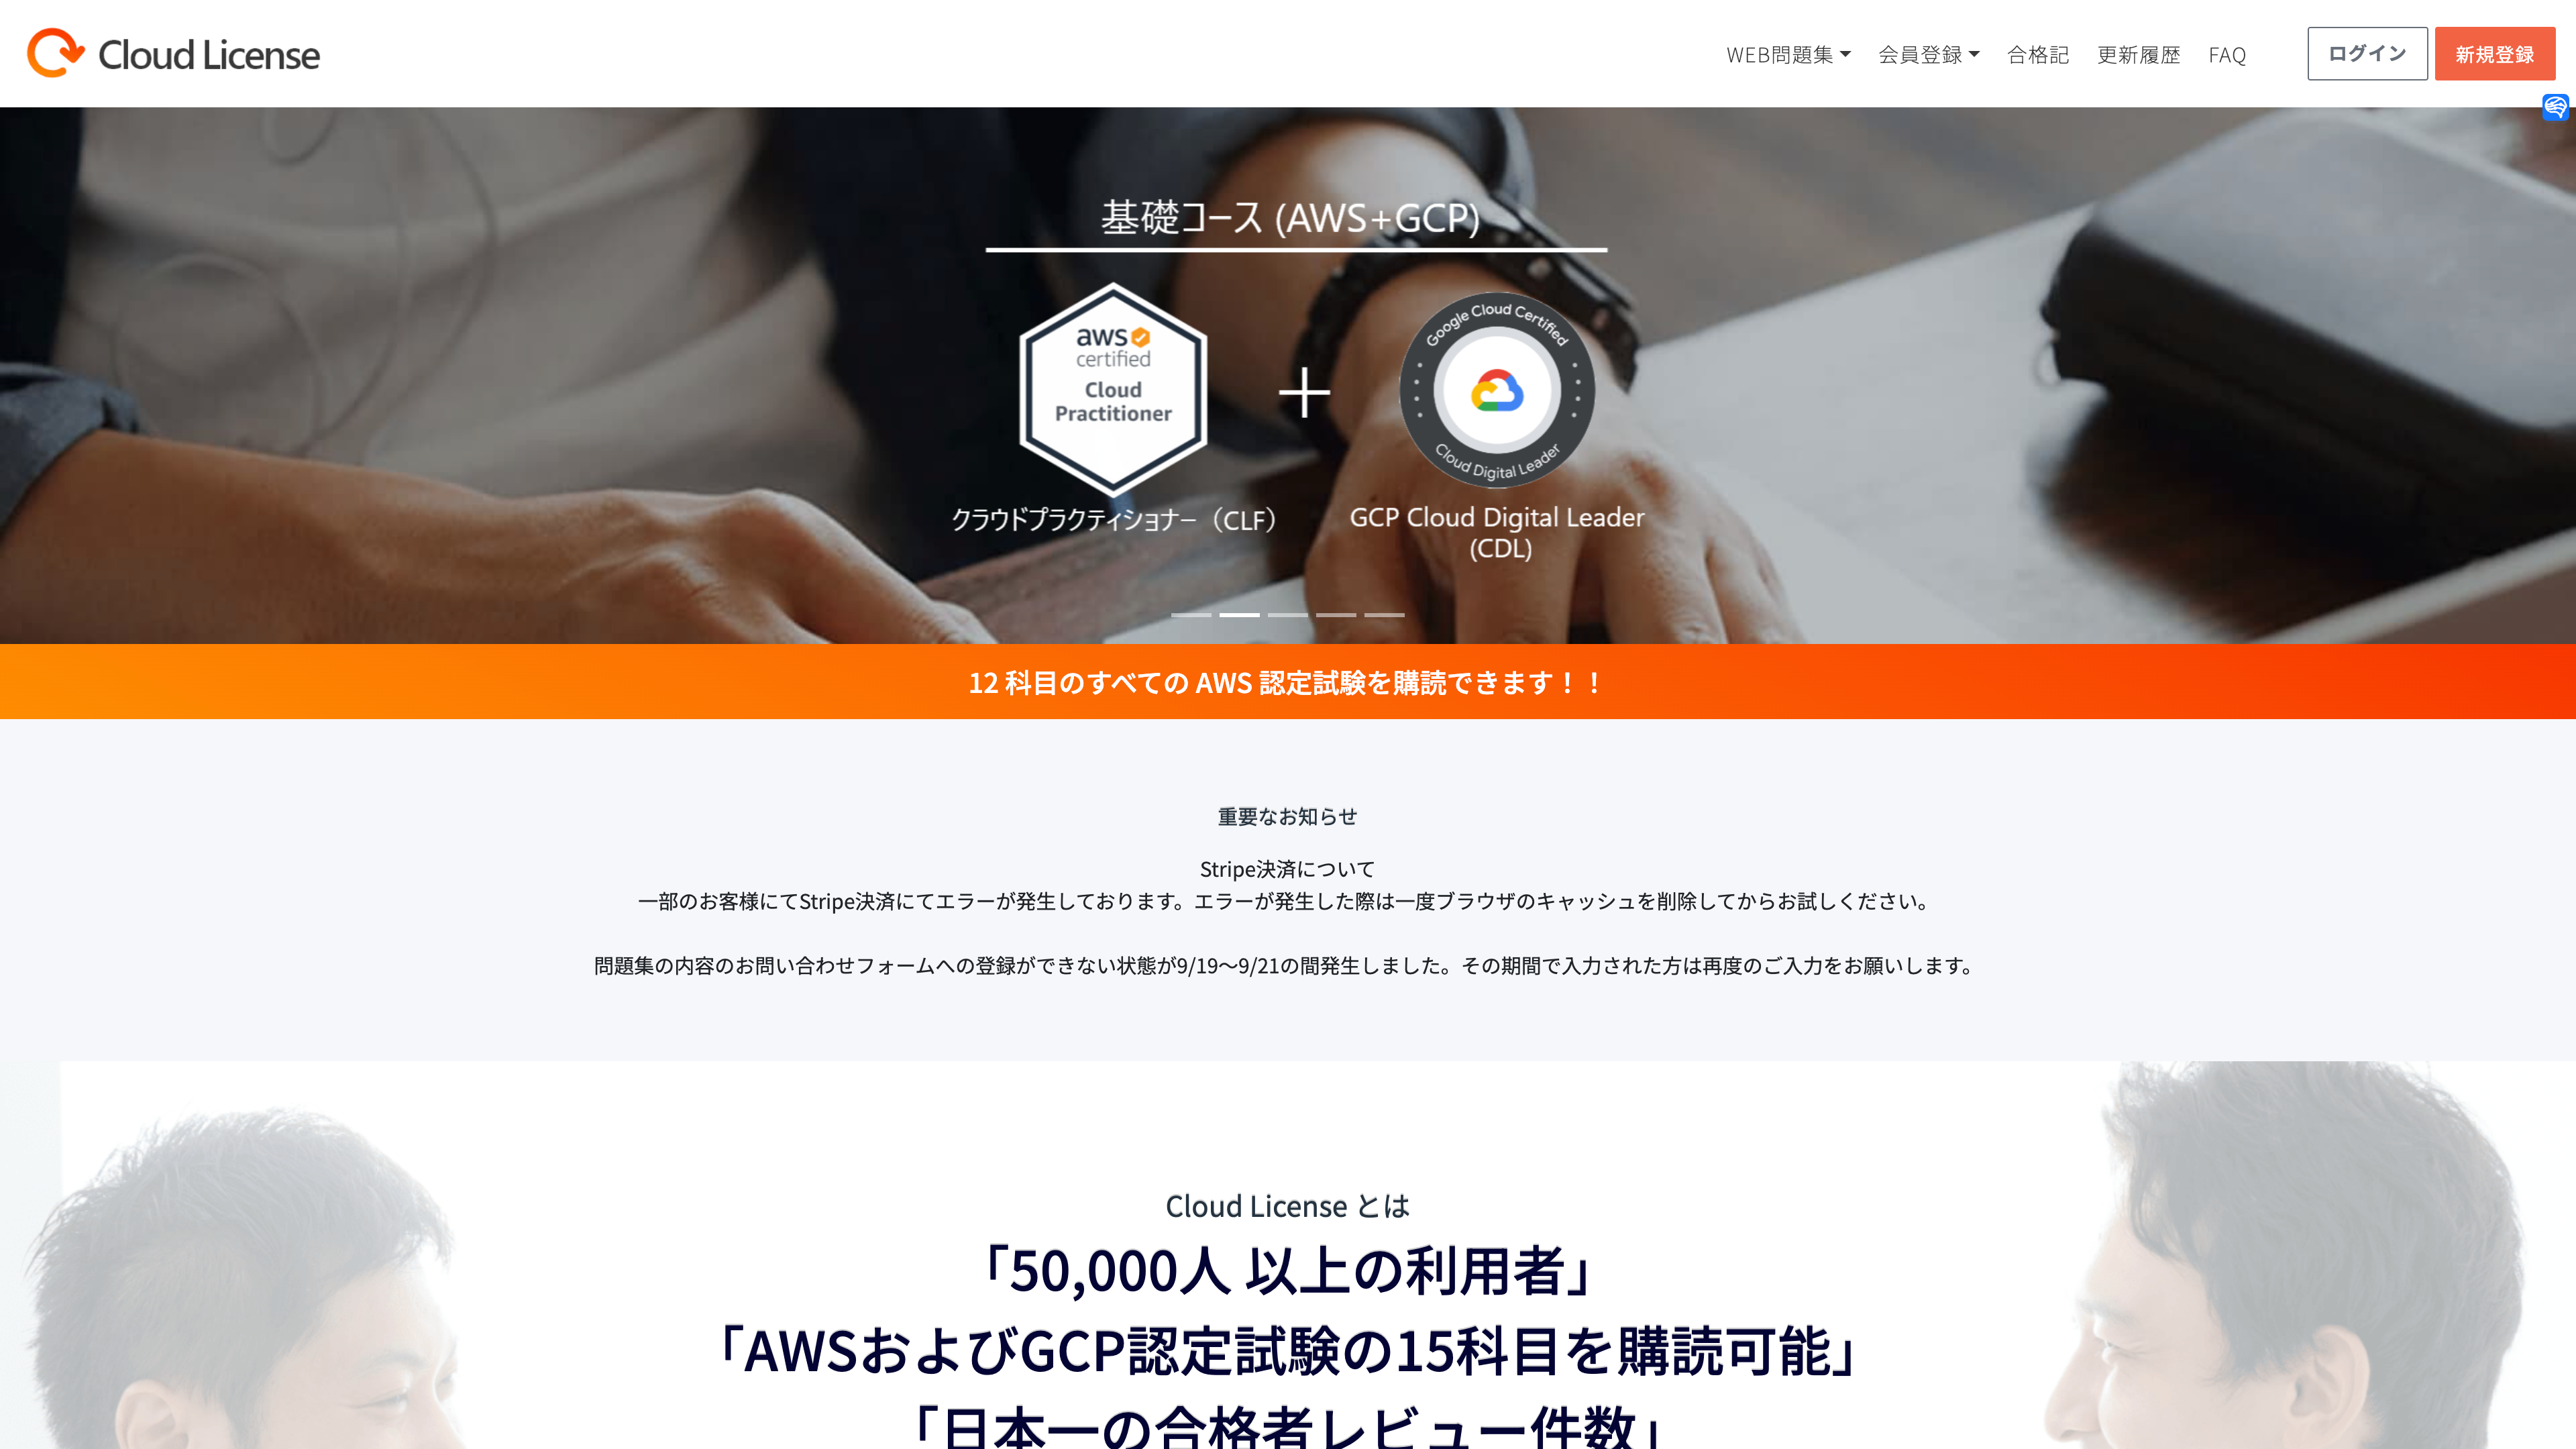 Cloud License
WEB問題集
会員登録
合格記
更新履歴
FAQ
ログイン
新規登録
基礎コース (AWS+GCP)
aws
certified
Cloud
Practitioner
+
Google Cloud Certified
Cloud Digital Leader
クラウドプラクティショナー（CLF）
GCP Cloud Digital Leader
(CDL)
12 科目のすべての AWS 認定試験を購読できます！！
重要なお知らせ
Stripe決済について
一部のお客様にてStripe決済にてエラーが発生しております。エラーが発生した際は一度ブラウザのキャッシュを削除してからお試しください。
問題集の内容のお問い合わせフォームへの登録ができない状態が9/19〜9/21の間発生しました。その期間で入力された方は再度のご入力をお願いします。
Cloud License とは
「50,000人 以上の利用者」
「AWSおよびGCP認定試験の15科目を購読可能」
「日本一の合格者レビュー件数」